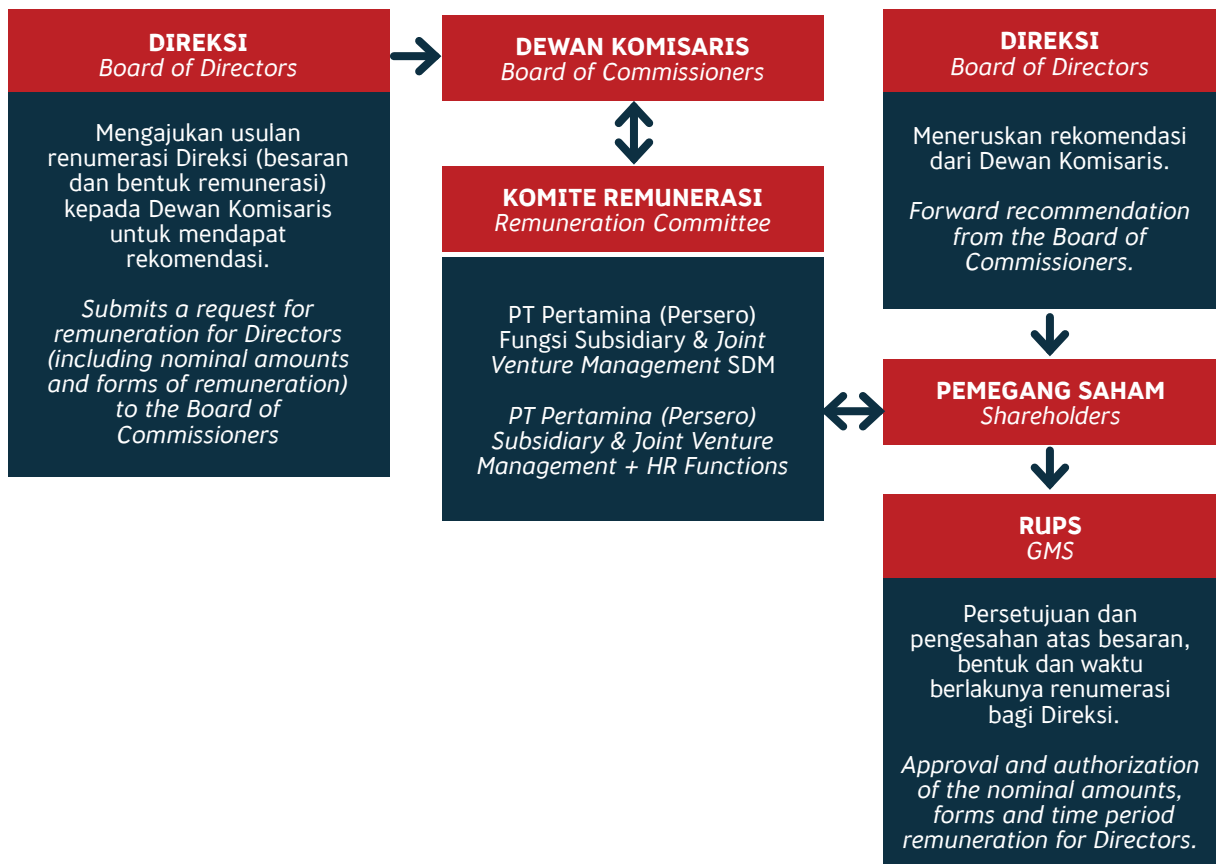 DIREKSI
Board of Directors
Mengajukan usulan
renumerasi Direksi (besaran
dan bentuk remunerasi)
kepada Dewan Komisaris
untuk mendapat
rekomendasi.
Submits a request for
remuneration for Directors
(including nominal amounts
and forms of remuneration)
to the Board of
Commissioners
DEWAN KOMISARIS
Board of Commissioners
KOMITE REMUNERASI
Remuneration Committee
PT Pertamina (Persero)
Fungsi Subsidiary & Joint
Venture Management SDM
PT Pertamina (Persero)
Subsidiary & Joint Venture
Management + HR Functions
DIREKSI
Board of Directors
Meneruskan rekomendasi
dari Dewan Komisaris.
Forward recommendation
from the Board of
Commissioners.
PEMEGANG SAHAM
Shareholders
RUPS
GMS
Persetujuan dan
pengesahan atas besaran,
bentuk dan waktu
berlakunya renumerasi
bagi Direksi.
Approval and authorization
of the nominal amounts,
forms and time period
remuneration for Directors.